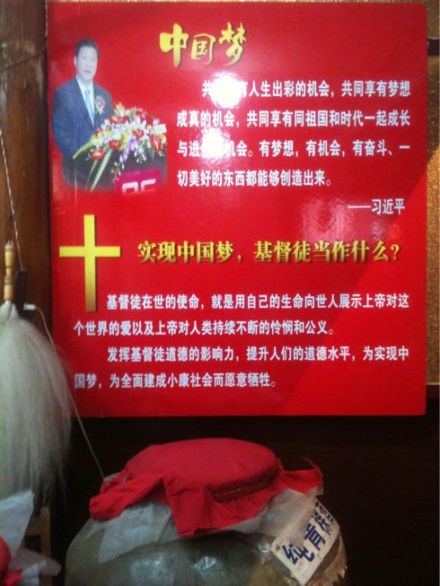 中国梦
共 有人生出彩的机会，共同享有梦想
成真的机会，共同享有同祖国和时代一起成长
与进 机会。有梦想，有机会，有奋斗、一
切美好的东西都能够创造出来。
——习近平
实现中国梦，基督徒当作什么？
基督徒在世的使命，就是用自己的生命向世人展示上帝对这
个世界的爱以及上帝对人类持续不断的怜悯和公义。
发挥基督徒道德的影响力，提升人们的道德水平，为实现中
国梦，为全面建成小康社会而愿意牺牲。
纯青